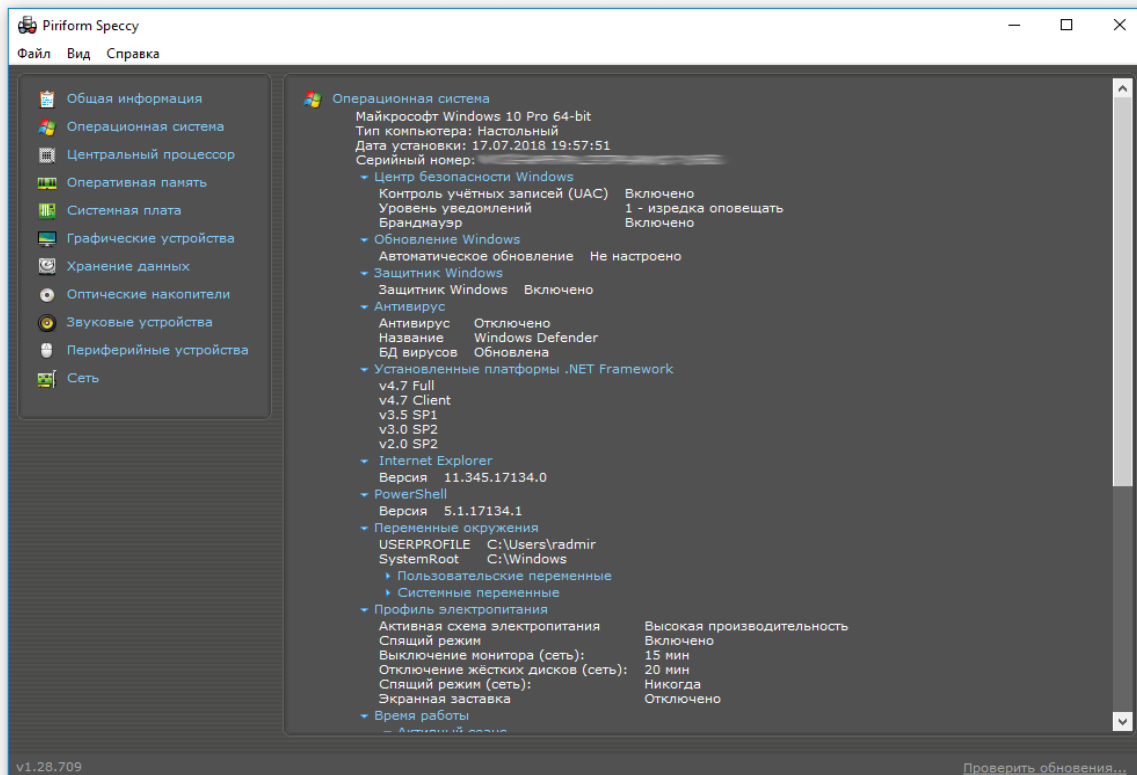 Piriform Speccy
Файл Вид Справка
Общая информация
Операционная система
Центральный процессор
Оперативная память
Системная плата
Графические устройства
Хранение данных
Оптические накопители
Звуковые устройства
Периферийные устройства
Сеть
Операционная система
Майкрософт Windows 10 Pro 64-bit
Тип компьютера: Настольный
Дата установки: 17.07.2018 19:57:51
Серийный номер:
Центр безопасности Windows
Контроль учётных записей (UAC) Включено
Уровень уведомлений 1 - изредка оповещать
Брандмауэр Включено
Обновление Windows
Автоматическое обновление Не настроено
Защитник Windows
Защитник Windows Включено
Антивирус
Антивирус Отключено
Название Windows Defender
БД вирусов Обновлена
Установленные платформы .NET Framework
v4.7 Full
v4.7 Client
v3.5 SP1
v3.0 SP2
v2.0 SP2
Internet Explorer
Версия 11.345.17134.0
PowerShell
Версия 5.1.17134.1
Переменные окружения
USERPROFILE C:\Users\radmir
SystemRoot C:\Windows
Пользовательские переменные
Системные переменные
Профиль электропитания
Активная схема электропитания Высокая производительность
Спящий режим Включено
Выключение монитора (сеть): 15 мин
Отключение жёстких дисков (сеть): 20 мин
Спящий режим (сеть): Никогда
Экранная заставка Отключено
Время работы
Активный сеанс
v1.28.709
Проверить обновения...